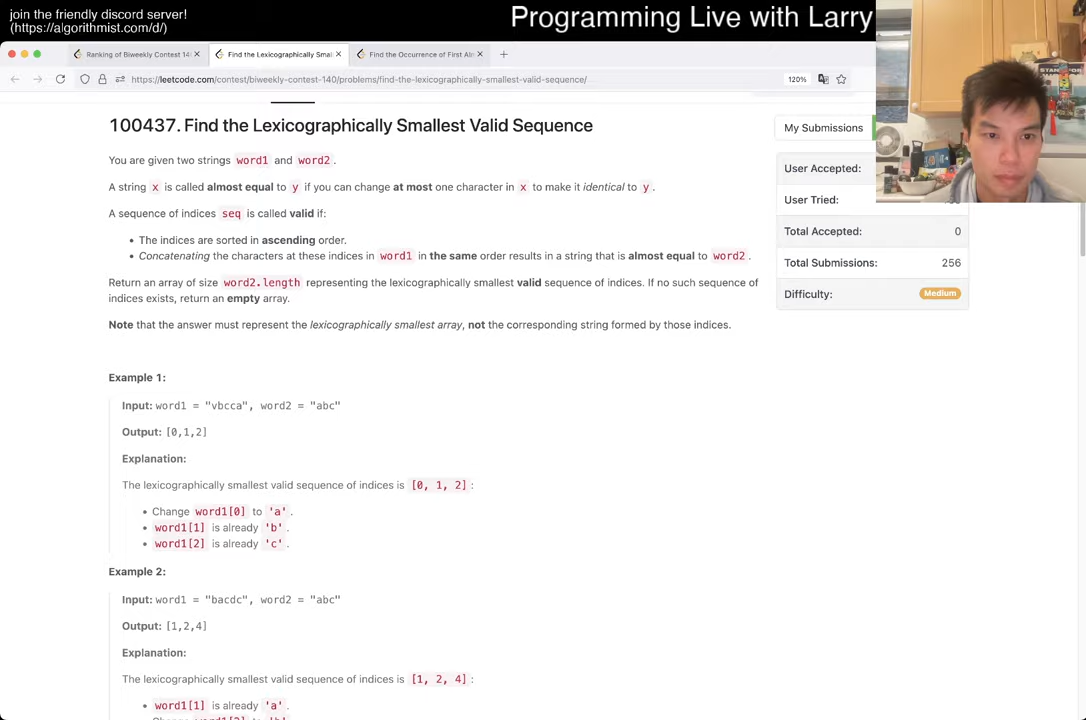 join the friendly discord server!
(https://algorithmist.com/d/)
Programming Live with Larry
Ranking of Biweekly Contest 14
Find the Lexicographically Smal
Find the Occurrence of First Alm
https://leetcode.com/contest/biweekly-contest-140/problems/find-the-lexicographically-smallest-valid-sequence/
120%
100437. Find the Lexicographically Smallest Valid Sequence
My Submissions
You are given two strings word1 and word2 .
A string x is called almost equal to y if you can change at most one character in x to make it identical to y .
A sequence of indices seq is called valid if:
• The indices are sorted in ascending order.
• Concatenating the characters at these indices in word1 in the same order results in a string that is almost equal to word2 .
Return an array of size word2.length representing the lexicographically smallest valid sequence of indices. If no such sequence of
indices exists, return an empty array.
Note that the answer must represent the lexicographically smallest array, not the corresponding string formed by those indices.
User Accepted:
User Tried:
Total Accepted: 0
Total Submissions: 256
Difficulty: Medium
Example 1:
Input: word1 = "vbcca", word2 = "abc"
Output: [0,1,2]
Explanation:
The lexicographically smallest valid sequence of indices is [0, 1, 2] :
• Change word1[0] to 'a' .
• word1[1] is already 'b' .
• word1[2] is already 'c' .
Example 2:
Input: word1 = "bacdc", word2 = "abc"
Output: [1,2,4]
Explanation:
The lexicographically smallest valid sequence of indices is [1, 2, 4] :
• word1[1] is already 'a' .